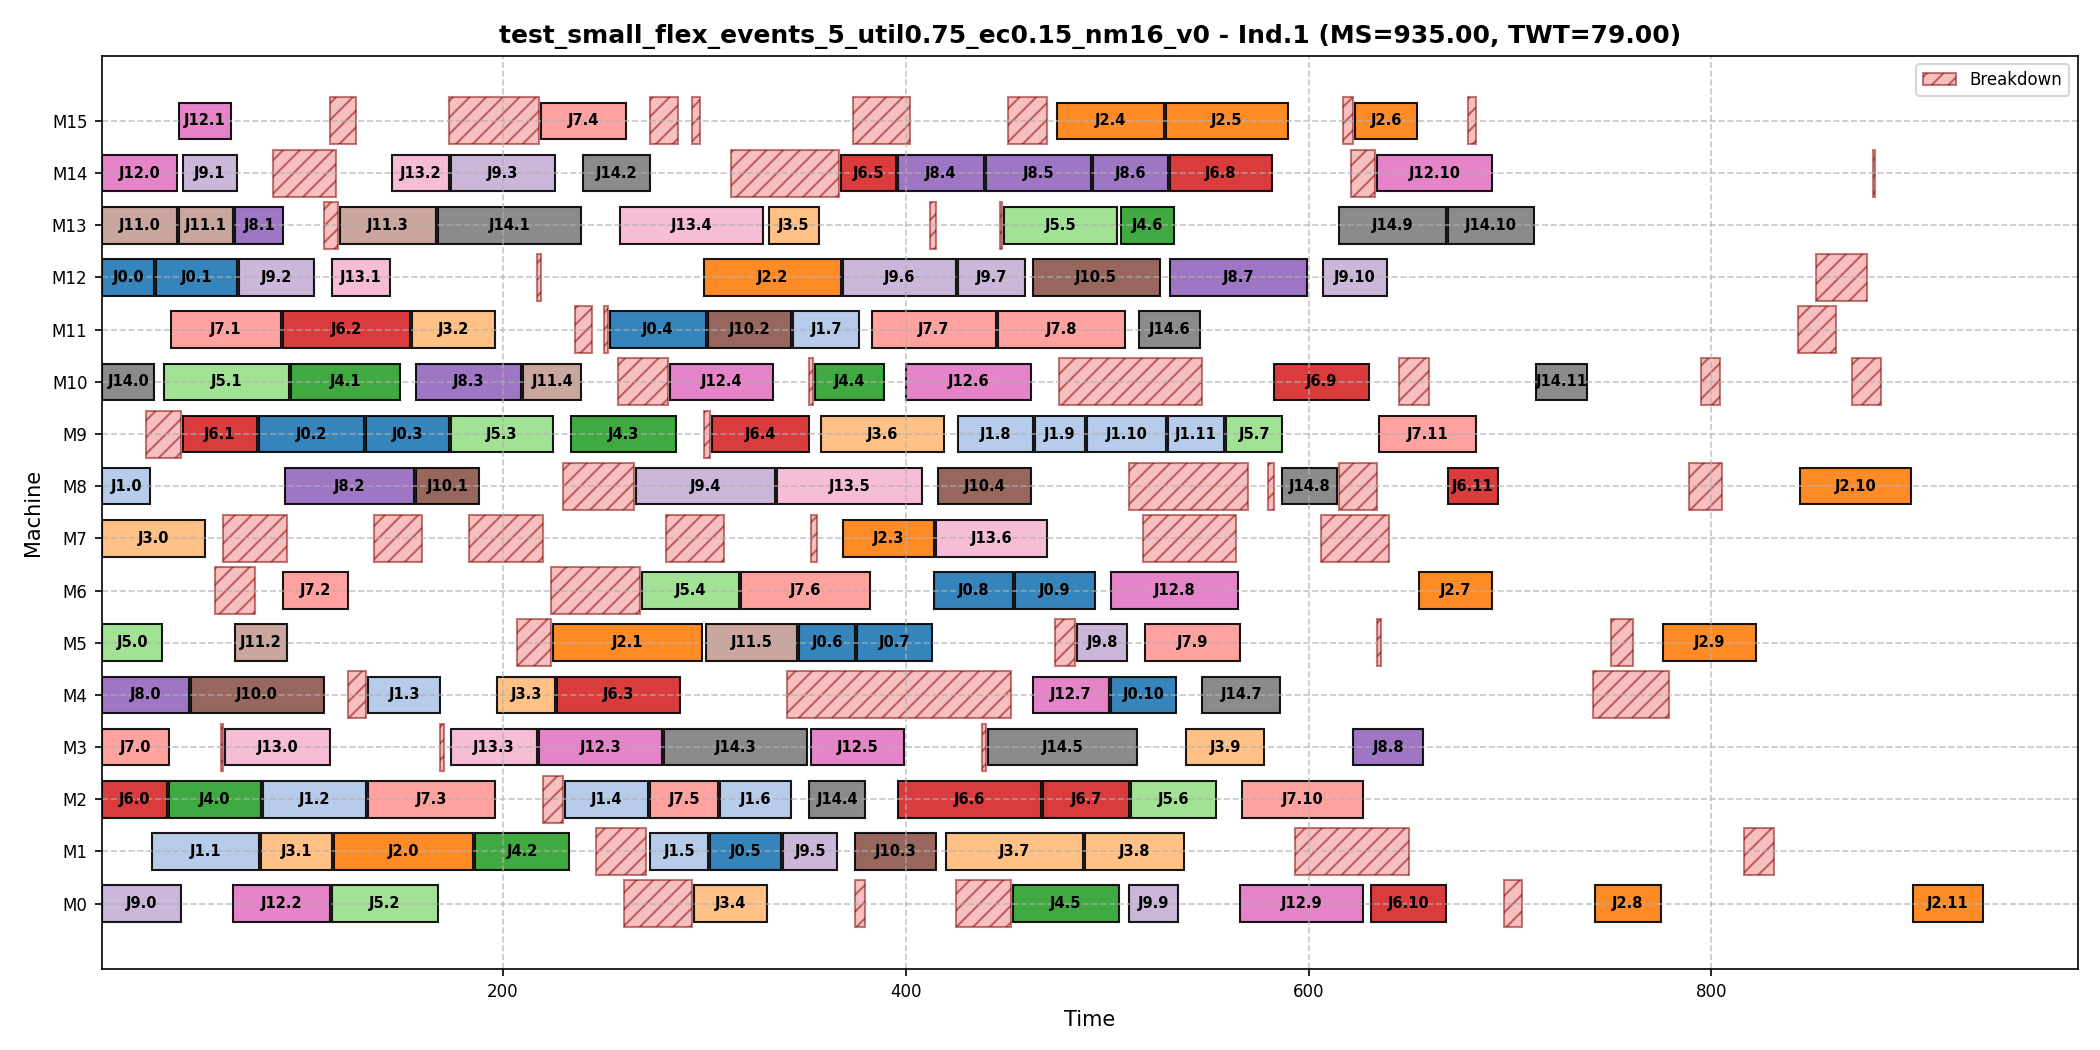 test_small_flex_events_5_util0.75_ec0.15_nm16_v0 - Ind.1 (MS=935.00, TWT=79.00)
Breakdown
M15 J12.1 J7.4 J2.4 J2.5 J2.6
M14 J12.0 J9.1 J13.2 J9.3 J14.2 J6.5 J8.4 J8.5 J8.6 J6.8 J12.10
M13 J11.0 J11.1 J8.1 J11.3 J14.1 J13.4 J3.5 J5.5 J4.6 J14.9 J14.10
M12 J0.0 J0.1 J9.2 J13.1 J2.2 J9.6 J9.7 J10.5 J8.7 J9.10
M11 J7.1 J6.2 J3.2 J0.4 J10.2 J1.7 J7.7 J7.8 J14.6
M10 J14.0 J5.1 J4.1 J8.3 J11.4 J12.4 J4.4 J12.6 J6.9 J14.11
M9 J6.1 J0.2 J0.3 J5.3 J4.3 J6.4 J3.6 J1.8 J1.9 J1.10 J1.11 J5.7 J7.11
M8 J1.0 J8.2 J10.1 J9.4 J13.5 J10.4 J14.8 J6.11 J2.10
M7 J3.0 J2.3 J13.6
M6 J7.2 J5.4 J7.6 J0.8 J0.9 J12.8 J2.7
M5 J5.0 J11.2 J2.1 J11.5 J0.6 J0.7 J9.8 J7.9 J2.9
M4 J8.0 J10.0 J1.3 J3.3 J6.3 J12.7 J0.10 J14.7
M3 J7.0 J13.0 J13.3 J12.3 J14.3 J12.5 J14.5 J3.9 J8.8
M2 J6.0 J4.0 J1.2 J7.3 J1.4 J7.5 J1.6 J14.4 J6.6 J6.7 J5.6 J7.10
M1 J1.1 J3.1 J2.0 J4.2 J1.5 J0.5 J9.5 J10.3 J3.7 J3.8
M0 J9.0 J12.2 J5.2 J3.4 J4.5 J9.9 J12.9 J6.10 J2.8 J2.11
Machine
200 400 600 800
Time